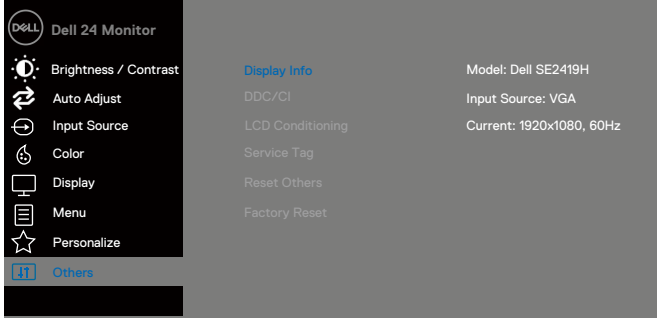 DELL Dell 24 Monitor
Brightness / Contrast Display Info Model: Dell SE2419H
Auto Adjust DDC/CI Input Source: VGA
Input Source LCD Conditioning Current: 1920x1080, 60Hz
Color Service Tag
Display Reset Others
Menu Factory Reset
Personalize
Others